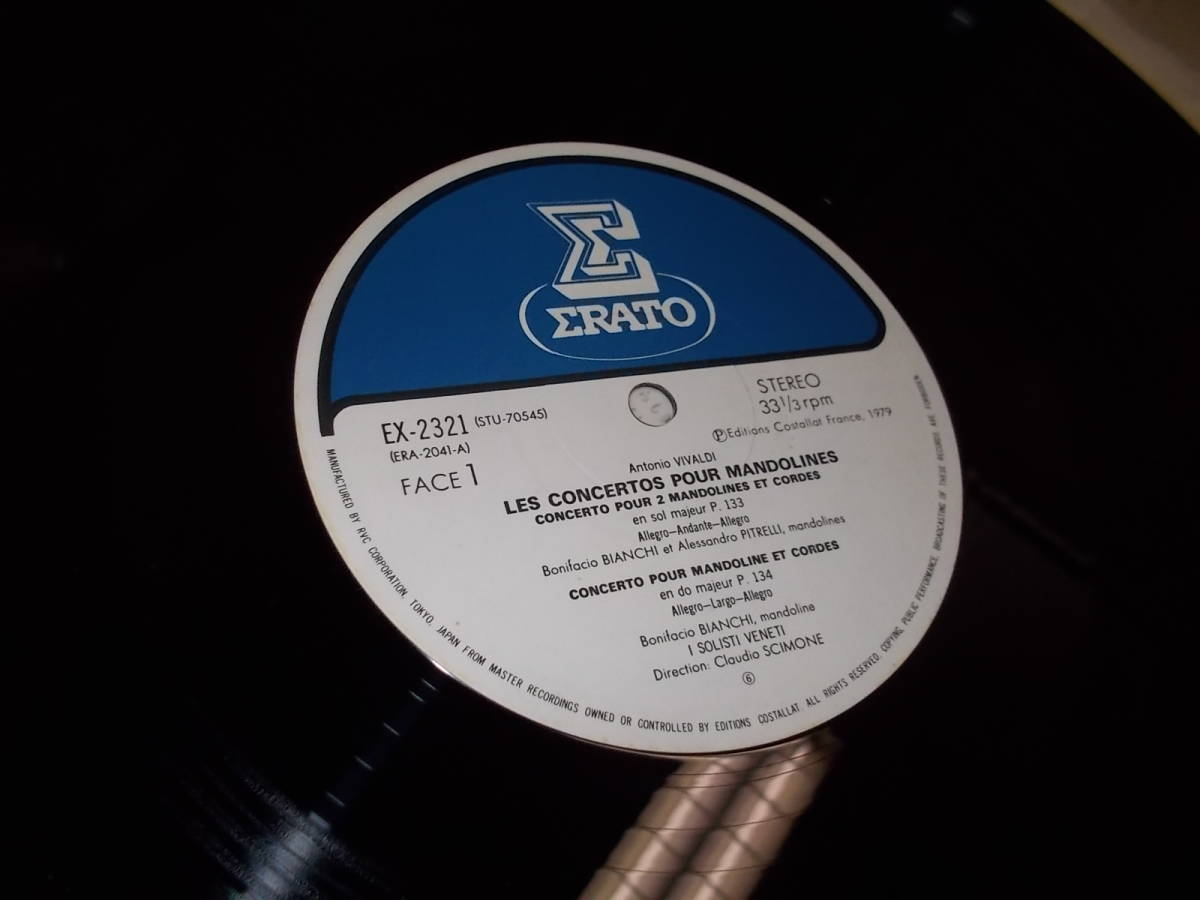 Σ
ΣRATO
EX-2321 (STU-70545)
(ERA-2041-A)
FACE 1
STEREO
33 1/3 rpm
ⓅEditions Costallat France, 1979
Antonio VIVALDI
LES CONCERTOS POUR MANDOLINES
CONCERTO POUR 2 MANDOLINES ET CORDES
en sol majeur P. 133
Allegro—Andante—Allegro
Bonifacio BIANCHI et Alessandro PITRELLI, mandolines
CONCERTO POUR MANDOLINE ET CORDES
en do majeur P. 134
Allegro—Largo—Allegro
Bonifacio BIANCHI, mandoline
I SOLISTI VENETI
Direction: Claudio SCIMONE
⑥
MANUFACTURED BY RVC CORPORATION, TOKYO, JAPAN FROM MASTER RECORDINGS OWNED OR CONTROLLED BY EDITIONS COSTALLAT. ALL RIGHTS RESERVED. COPYING, PUBLIC PERFORMANCE, BROADCASTING OF THESE RECORDS ARE FORBIDDEN